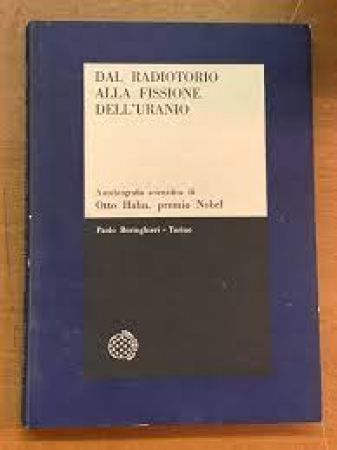 DAL RADIOTORIO
ALLA FISSIONE
DELL'URANIO
Autobiografia scientifica di
Otto Hahn, premio Nobel
Paolo Boringhieri - Torino